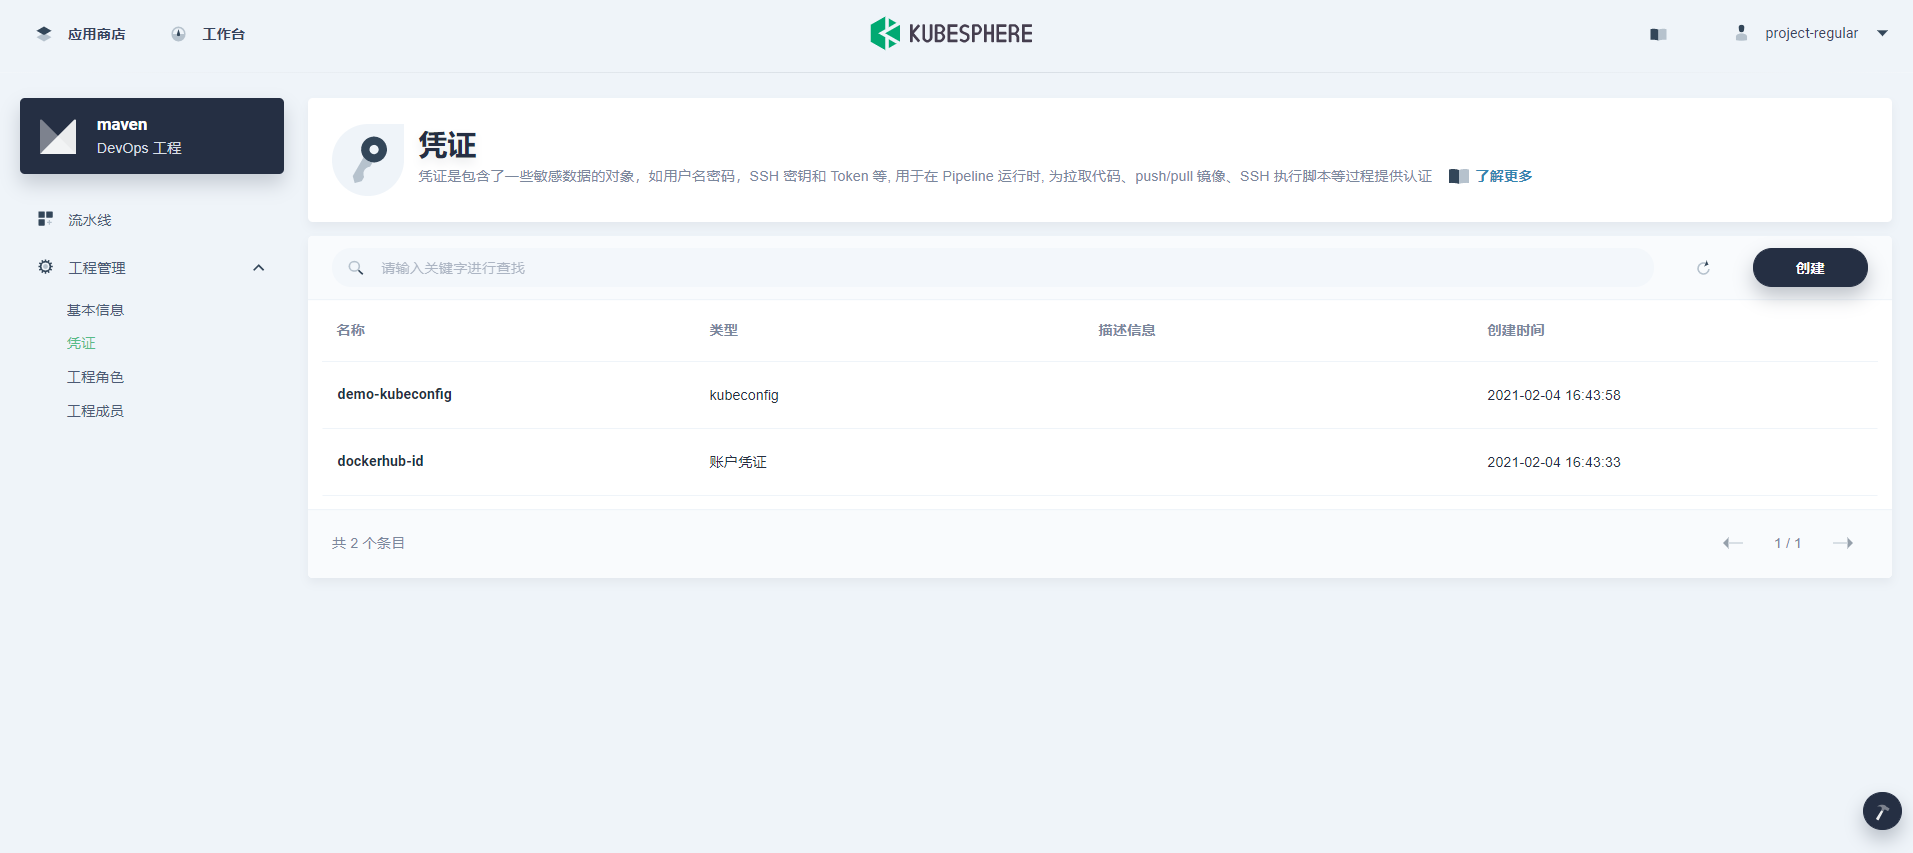 应用商店 工作台 KUBESPHERE project-regular
maven
DevOps 工程
流水线
工程管理
基本信息
凭证
工程角色
工程成员
凭证
凭证是包含了一些敏感数据的对象，如用户名密码，SSH 密钥和 Token 等, 用于在 Pipeline 运行时, 为拉取代码、push/pull 镜像、SSH 执行脚本等过程提供认证 了解更多
请输入关键字进行查找 创建
名称 类型 描述信息 创建时间
demo-kubeconfig kubeconfig 2021-02-04 16:43:58
dockerhub-id 账户凭证 2021-02-04 16:43:33
共 2 个条目 1 / 1